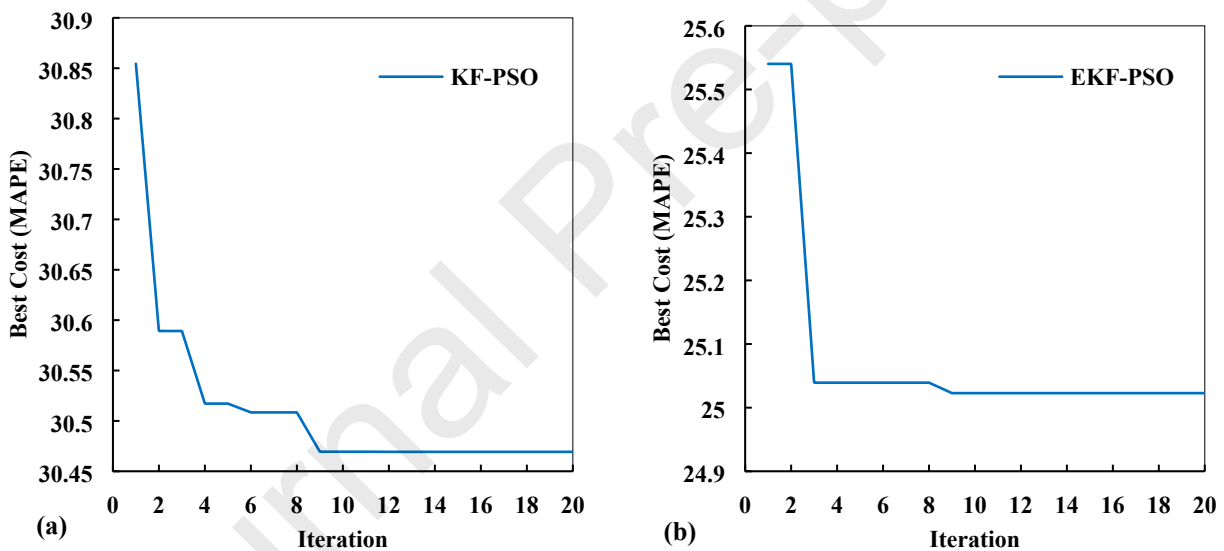 30.9
30.85
30.8
30.75
30.7
30.65
30.6
30.55
30.5
30.45
Best Cost (MAPE)
KF-PSO
0 2 4 6 8 10 12 14 16 18 20
Iteration
(a)
25.6
25.5
25.4
25.3
25.2
25.1
25
24.9
Best Cost (MAPE)
EKF-PSO
0 2 4 6 8 10 12 14 16 18 20
Iteration
(b)
urnal Pre-p